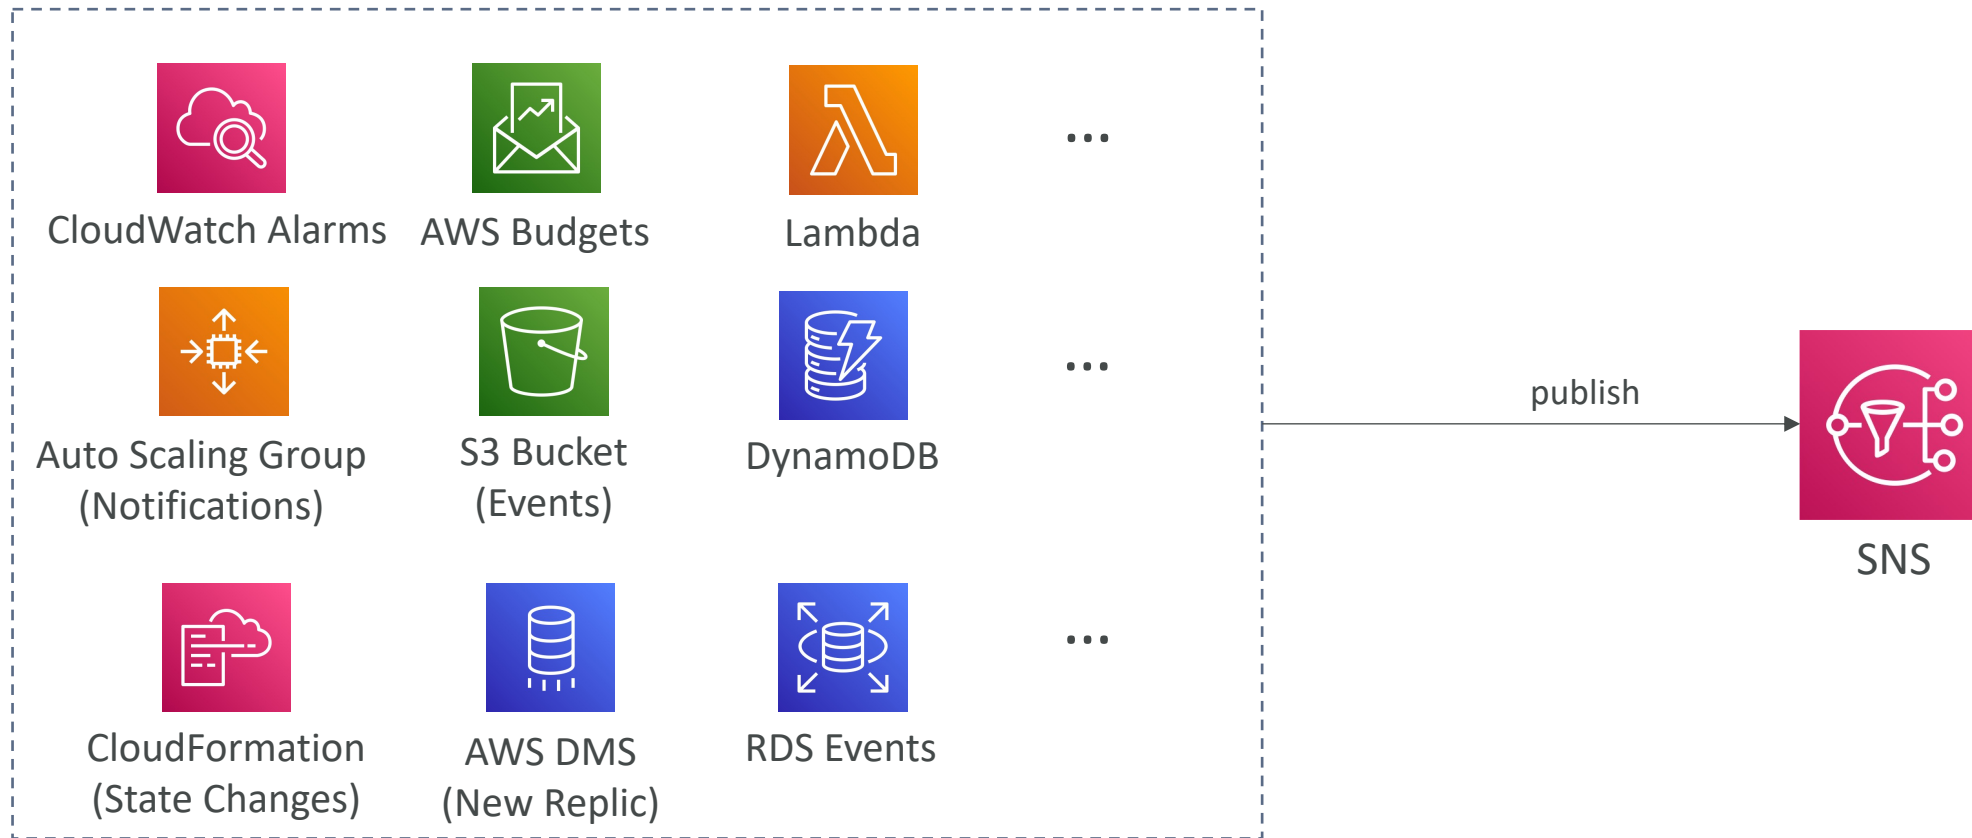 ...
CloudWatch Alarms
AWS Budgets
Lambda
...
Auto Scaling Group
(Notifications)
S3 Bucket
(Events)
DynamoDB
publish
SNS
...
CloudFormation
(State Changes)
AWS DMS
(New Replic)
RDS Events